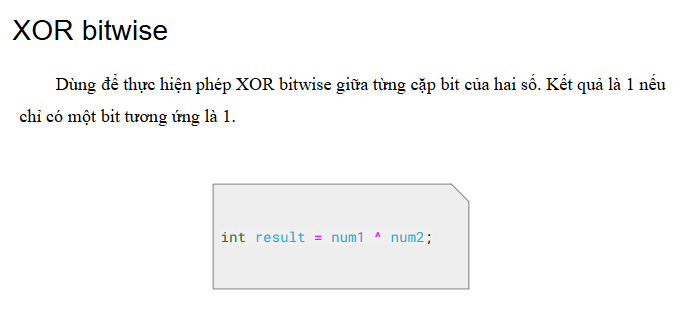 XOR bitwise
Dùng để thực hiện phép XOR bitwise giữa từng cặp bit của hai số. Kết quả là 1 nếu
chỉ có một bit tương ứng là 1.
int result = num1 ^ num2;